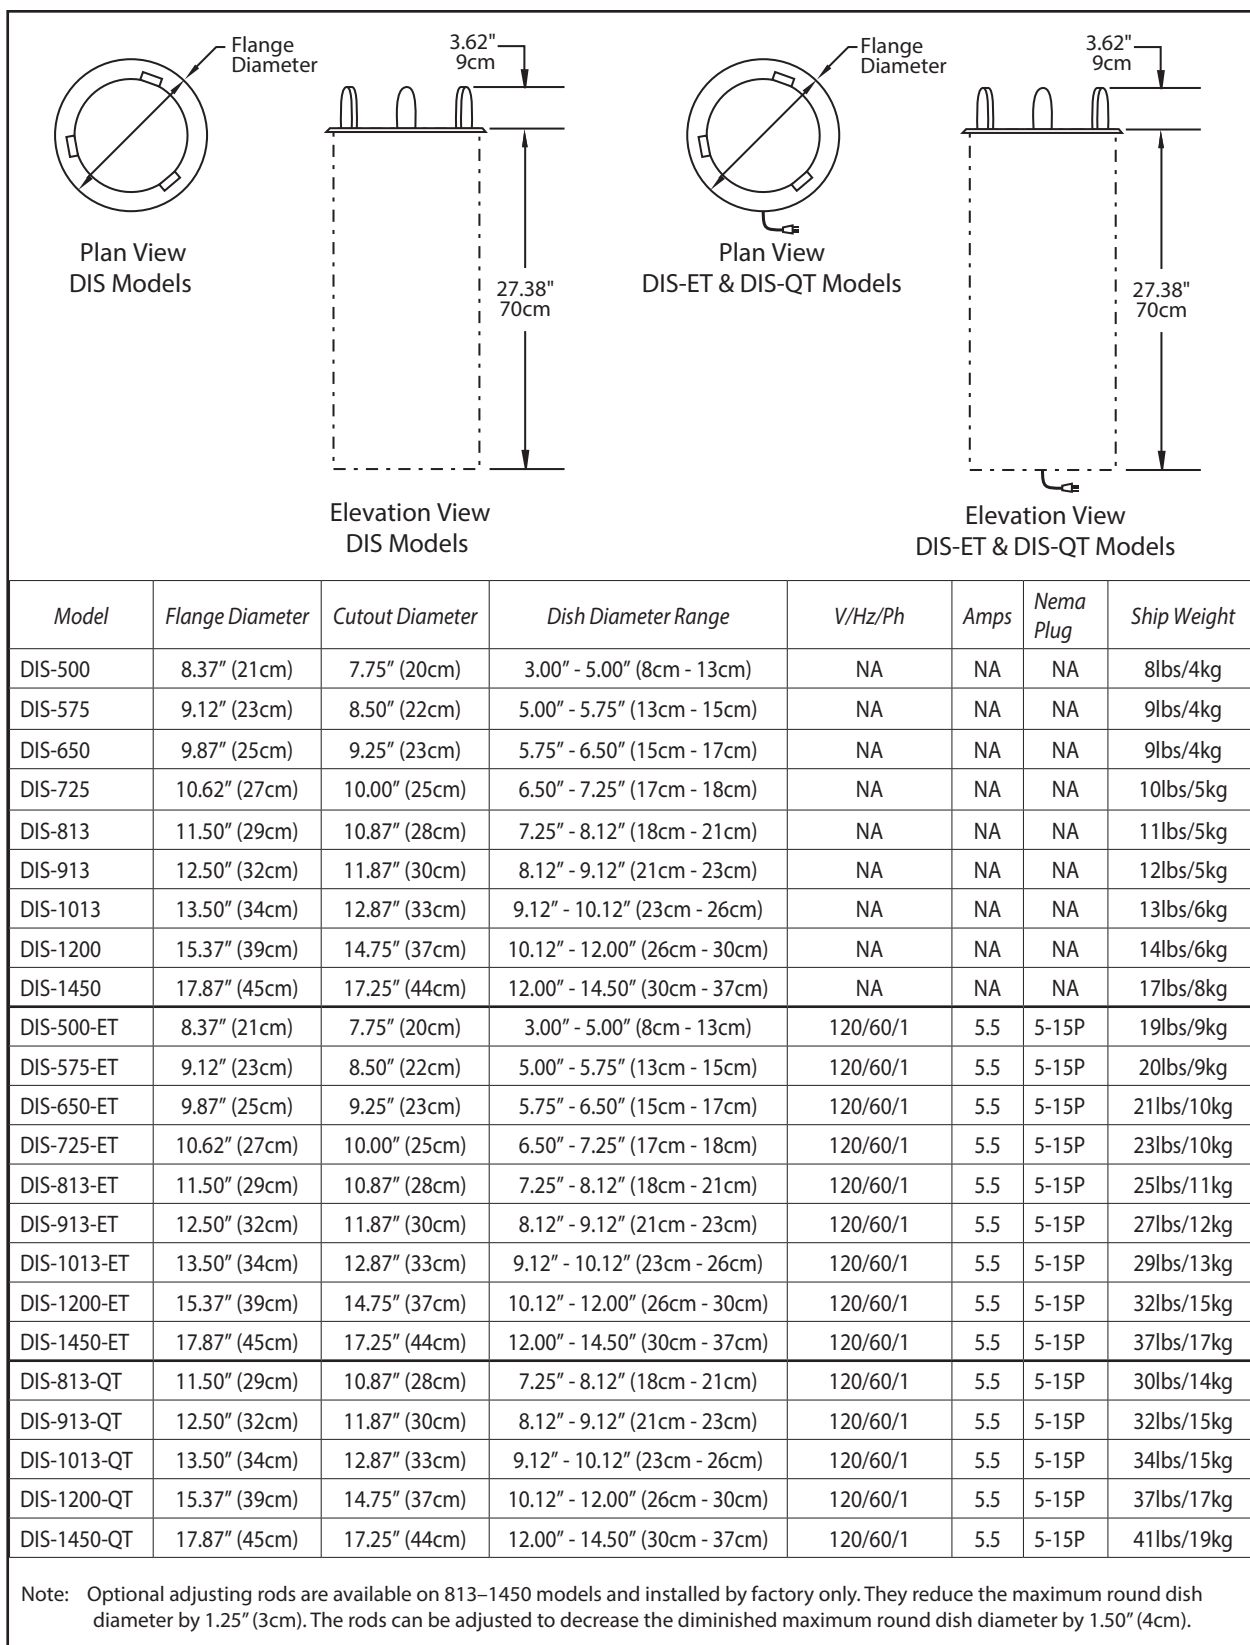 Flange
Diameter
3.62"
9cm
Flange
Diameter
3.62"
9cm
Plan View
DIS Models
27.38"
70cm
Plan View
DIS-ET & DIS-QT Models
27.38"
70cm
Elevation View
DIS Models
Elevation View
DIS-ET & DIS-QT Models
Model Flange Diameter Cutout Diameter Dish Diameter Range V/Hz/Ph Amps Nema Plug Ship Weight
DIS-500 8.37″ (21cm) 7.75″ (20cm) 3.00″ - 5.00″ (8cm - 13cm) NA NA NA 8lbs/4kg
DIS-575 9.12″ (23cm) 8.50″ (22cm) 5.00″ - 5.75″ (13cm - 15cm) NA NA NA 9lbs/4kg
DIS-650 9.87″ (25cm) 9.25″ (23cm) 5.75″ - 6.50″ (15cm - 17cm) NA NA NA 9lbs/4kg
DIS-725 10.62″ (27cm) 10.00″ (25cm) 6.50″ - 7.25″ (17cm - 18cm) NA NA NA 10lbs/5kg
DIS-813 11.50″ (29cm) 10.87″ (28cm) 7.25″ - 8.12″ (18cm - 21cm) NA NA NA 11lbs/5kg
DIS-913 12.50″ (32cm) 11.87″ (30cm) 8.12″ - 9.12″ (21cm - 23cm) NA NA NA 12lbs/5kg
DIS-1013 13.50″ (34cm) 12.87″ (33cm) 9.12″ - 10.12″ (23cm - 26cm) NA NA NA 13lbs/6kg
DIS-1200 15.37″ (39cm) 14.75″ (37cm) 10.12″ - 12.00″ (26cm - 30cm) NA NA NA 14lbs/6kg
DIS-1450 17.87″ (45cm) 17.25″ (44cm) 12.00″ - 14.50″ (30cm - 37cm) NA NA NA 17lbs/8kg
DIS-500-ET 8.37″ (21cm) 7.75″ (20cm) 3.00″ - 5.00″ (8cm - 13cm) 120/60/1 5.5 5-15P 19lbs/9kg
DIS-575-ET 9.12″ (23cm) 8.50″ (22cm) 5.00″ - 5.75″ (13cm - 15cm) 120/60/1 5.5 5-15P 20lbs/9kg
DIS-650-ET 9.87″ (25cm) 9.25″ (23cm) 5.75″ - 6.50″ (15cm - 17cm) 120/60/1 5.5 5-15P 21lbs/10kg
DIS-725-ET 10.62″ (27cm) 10.00″ (25cm) 6.50″ - 7.25″ (17cm - 18cm) 120/60/1 5.5 5-15P 23lbs/10kg
DIS-813-ET 11.50″ (29cm) 10.87″ (28cm) 7.25″ - 8.12″ (18cm - 21cm) 120/60/1 5.5 5-15P 25lbs/11kg
DIS-913-ET 12.50″ (32cm) 11.87″ (30cm) 8.12″ - 9.12″ (21cm - 23cm) 120/60/1 5.5 5-15P 27lbs/12kg
DIS-1013-ET 13.50″ (34cm) 12.87″ (33cm) 9.12″ - 10.12″ (23cm - 26cm) 120/60/1 5.5 5-15P 29lbs/13kg
DIS-1200-ET 15.37″ (39cm) 14.75″ (37cm) 10.12″ - 12.00″ (26cm - 30cm) 120/60/1 5.5 5-15P 32lbs/15kg
DIS-1450-ET 17.87″ (45cm) 17.25″ (44cm) 12.00″ - 14.50″ (30cm - 37cm) 120/60/1 5.5 5-15P 37lbs/17kg
DIS-813-QT 11.50″ (29cm) 10.87″ (28cm) 7.25″ - 8.12″ (18cm - 21cm) 120/60/1 5.5 5-15P 30lbs/14kg
DIS-913-QT 12.50″ (32cm) 11.87″ (30cm) 8.12″ - 9.12″ (21cm - 23cm) 120/60/1 5.5 5-15P 32lbs/15kg
DIS-1013-QT 13.50″ (34cm) 12.87″ (33cm) 9.12″ - 10.12″ (23cm - 26cm) 120/60/1 5.5 5-15P 34lbs/15kg
DIS-1200-QT 15.37″ (39cm) 14.75″ (37cm) 10.12″ - 12.00″ (26cm - 30cm) 120/60/1 5.5 5-15P 37lbs/17kg
DIS-1450-QT 17.87″ (45cm) 17.25″ (44cm) 12.00″ - 14.50″ (30cm - 37cm) 120/60/1 5.5 5-15P 41lbs/19kg
Note: Optional adjusting rods are available on 813–1450 models and installed by factory only. They reduce the maximum round dish
diameter by 1.25″ (3cm). The rods can be adjusted to decrease the diminished maximum round dish diameter by 1.50″ (4cm).